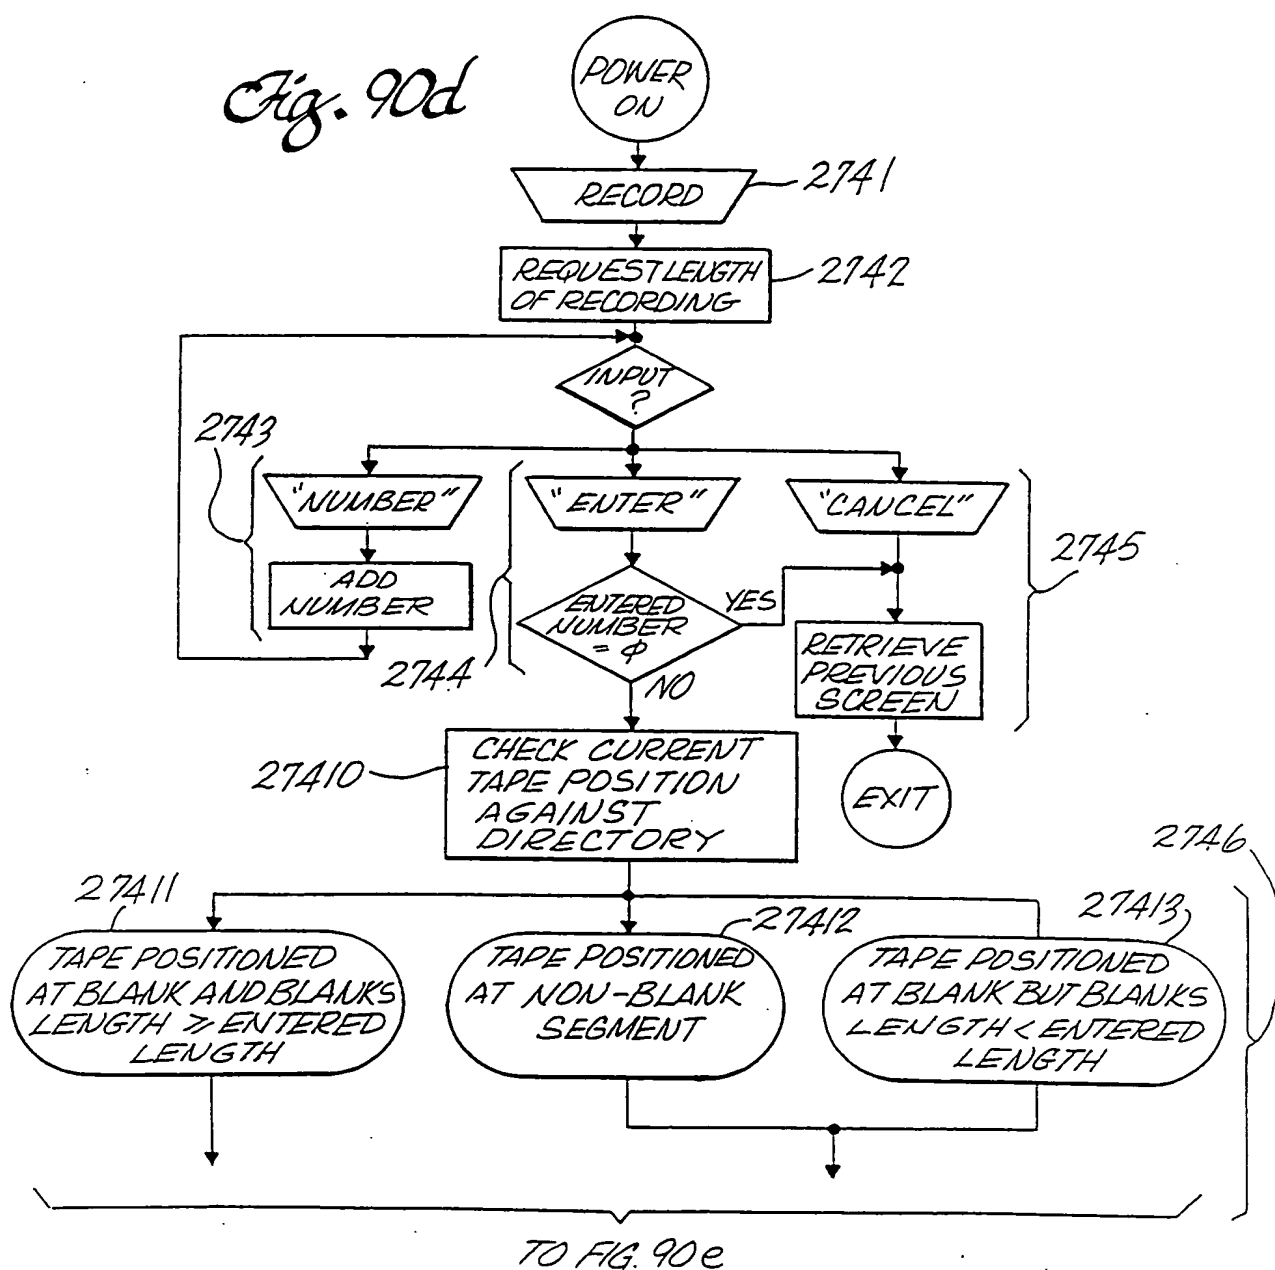 Fig. 90d
POWER
ON
RECORD
2741
REQUEST LENGTH
OF RECORDING
2742
INPUT
?
2743
"NUMBER"
"ENTER"
"CANCEL"
2745
ADD
NUMBER
ENTERED
NUMBER
= φ
YES
2744
NO
RETRIEVE
PREVIOUS
SCREEN
27410
CHECK CURRENT
TAPE POSITION
AGAINST
DIRECTORY
EXIT
2746
27411
27412
27413
TAPE POSITIONED
AT BLANK AND BLANKS
LENGTH ≥ ENTERED
LENGTH
TAPE POSITIONED
AT NON-BLANK
SEGMENT
TAPE POSITIONED
AT BLANK BUT BLANKS
LENGTH < ENTERED
LENGTH
TO FIG. 90e